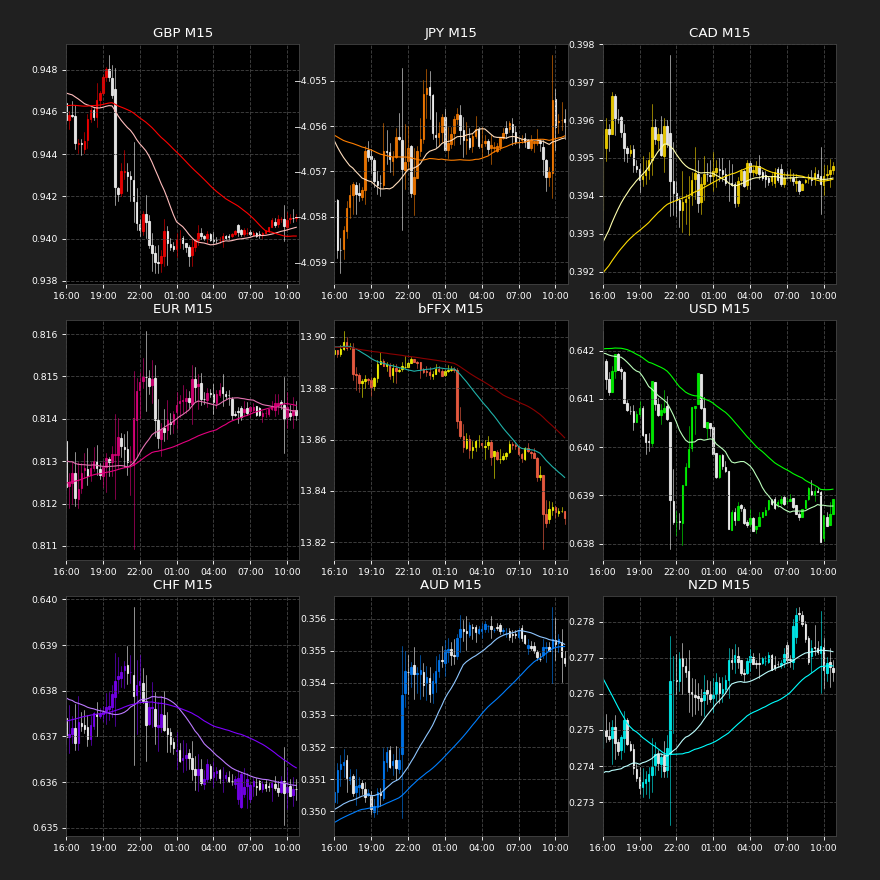 GBP M15
0.948
0.946
0.944
0.942
0.940
0.938
16:00 19:00 22:00 01:00 04:00 07:00 10:00
JPY M15
−4.055
−4.056
−4.057
−4.058
−4.059
16:00 19:00 22:00 01:00 04:00 07:00 10:00
CAD M15
0.398
0.397
0.396
0.395
0.394
0.393
0.392
16:00 19:00 22:00 01:00 04:00 07:00 10:00
EUR M15
0.816
0.815
0.814
0.813
0.812
0.811
16:00 19:00 22:00 01:00 04:00 07:00 10:00
bFFX M15
13.90
13.88
13.86
13.84
13.82
16:10 19:10 22:10 01:10 04:10 07:10 10:10
USD M15
0.642
0.641
0.640
0.639
0.638
16:00 19:00 22:00 01:00 04:00 07:00 10:00
CHF M15
0.640
0.639
0.638
0.637
0.636
0.635
16:00 19:00 22:00 01:00 04:00 07:00 10:00
AUD M15
0.356
0.355
0.354
0.353
0.352
0.351
0.350
16:00 19:00 22:00 01:00 04:00 07:00 10:00
NZD M15
0.278
0.277
0.276
0.275
0.274
0.273
16:00 19:00 22:00 01:00 04:00 07:00 10:00